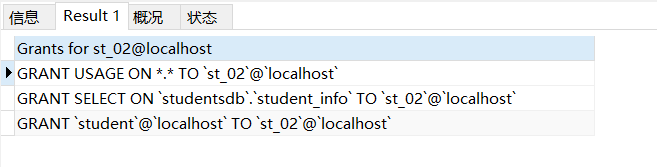 信息 Result 1 概况 状态
Grants for st_02@localhost
GRANT USAGE ON *.* TO `st_02`@`localhost`
GRANT SELECT ON `studentsdb`.`student_info` TO `st_02`@`localhost`
GRANT `student`@`localhost` TO `st_02`@`localhost`